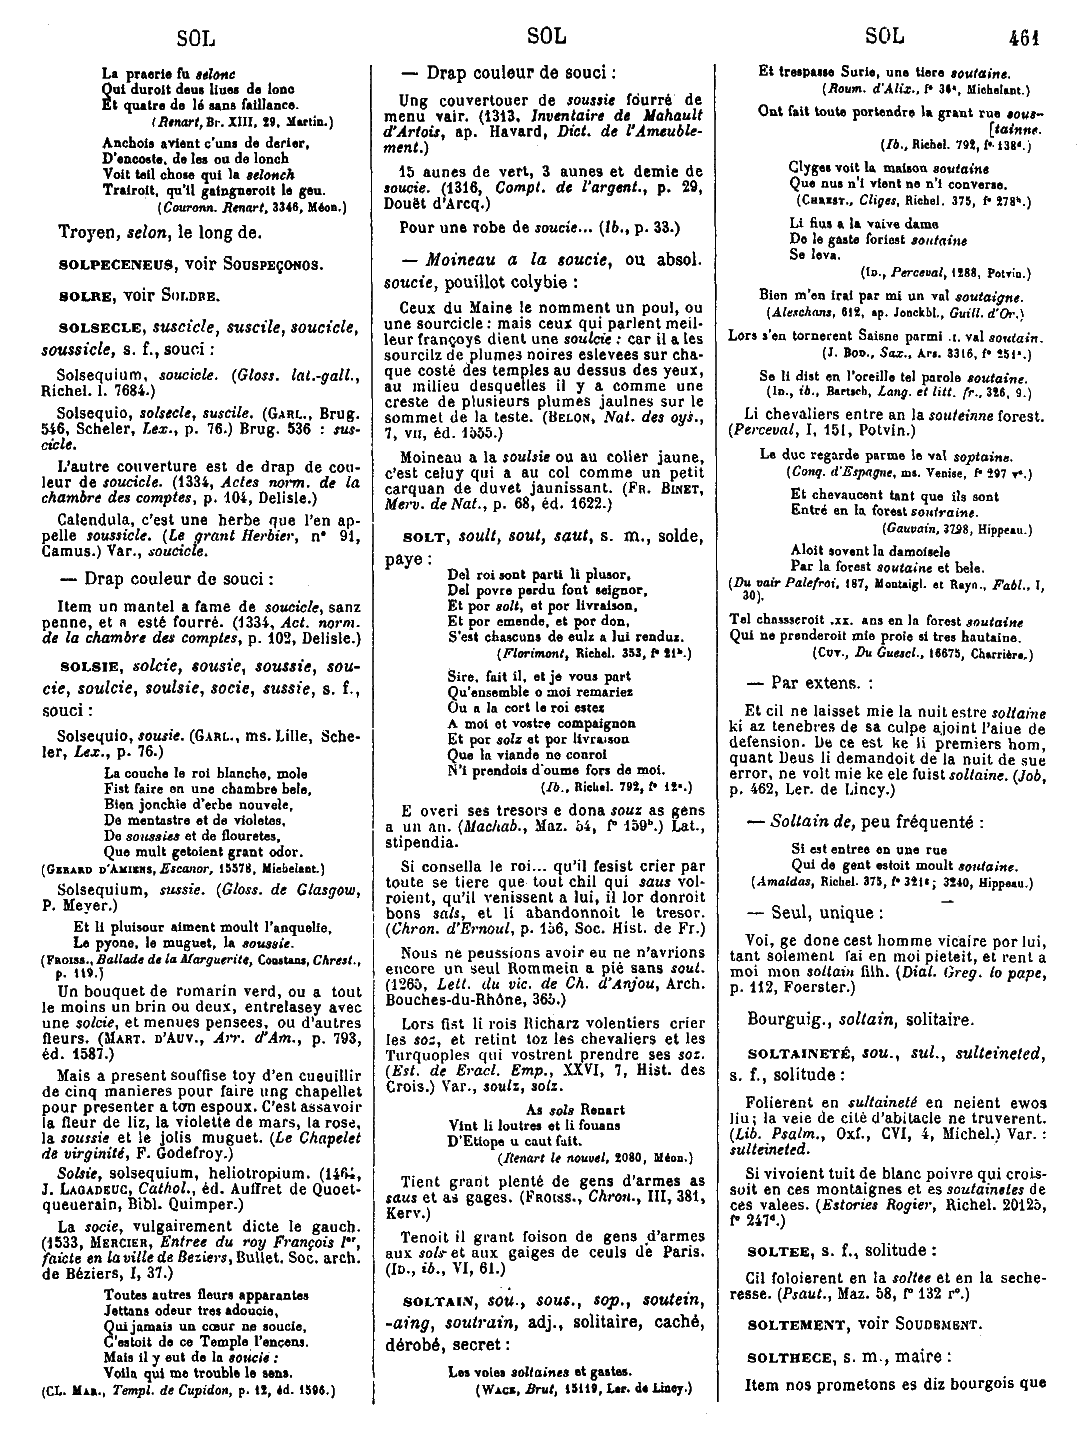 SOL
SOL
SOL
461
La praerie fu selonc
Qui duroit deus liues de lonc
Et quatre de lé sans faillance.
(Renart, Br. XIII, 29, Martin.)
Anchois avient c'uns de derier,
D'encoste, de les ou de lonch
Voit teil chose qui la selonch
Trairoit, qu'il gaingneroit le geu.
(Couronn. Renart, 3346, Méon.)
Troyen, selon, le long de.
SOLPECENEUS, voir SOUSPEÇONOS.
SOLRE, voir SOLDRE.
SOLSECLE, suscicle, suscile, soucicle,
soussicle, s. f., souci :
Solsequium, soucicle. (Gloss. lat.-gall.,
Richel. l. 7684.)
Solsequio, solsecle, suscile. (GARL., Brug.
546, Scheler, Lex., p. 76.) Brug. 536 : sus-
cicle.
L'autre couverture est de drap de cou-
leur de soucicle. (1334, Actes norm. de la
chambre des comptes, p. 104, Delisle.)
Calendula, c'est une herbe que l'en ap-
pelle soussicle. (Le grant Herbier, n° 91,
Camus.) Var., soucicle.
— Drap couleur de souci :
Item un mantel a fame de soucicle, sanz
penne, et a esté fourré. (1334, Act. norm.
de la chambre des comptes, p. 102, Delisle.)
SOLSIE, solcie, sousie, soussie, sou-
cie, soulcie, soulsie, socie, sussie, s. f.,
souci :
Solsequio, sousie. (GARL., ms. Lille, Sche-
ler, Lex., p. 76.)
La couche le roi blanche, mole
Fist faire en une chambre bele,
Bien jonchie d'erbe nouvele,
De mentastre et de violetes,
De soussies et de flouretes,
Que mult getoient grant odor.
(GERARD D'AMIENS, Escanor, 15578, Michelant.)
Solsequium, sussie. (Gloss. de Glasgow,
P. Meyer.)
Et li pluisour aiment moult l'anquelie,
Le pyone, le muguet, la soussie.
(FROISS., Ballade de la Marguerite, Constans, Chrest.,
p. 119.)
Un bouquet de romarin verd, ou a tout
le moins un brin ou deux, entrelasey avec
une solcie, et menues pensees, ou d'autres
fleurs. (MART. D'AUV., Arr. d'Am., p. 793,
éd. 1587.)
Mais a present souffise toy d'en cueuillir
de cinq manieres pour faire ung chapellet
pour presenter a ton espoux. C'est assavoir
la fleur de liz, la violette de mars, la rose,
la soussie et le jolis muguet. (Le Chapelet
de virginité, F. Godefroy.)
Solsie, solsequium, heliotropium. (1464,
J. LAGADEUC, Cathol., éd. Auffret de Quoet-
queuerain, Bibl. Quimper.)
La socie, vulgairement dicte le gauch.
(1533, MERCIER, Entree du roy François Ier,
faicte en la ville de Beziers, Bullet. Soc. arch.
de Béziers, I, 37.)
Toutes autres fleurs apparantes
Jettans odeur tres adoucie,
Qui jamais un cœur ne soucie,
C'estoit de ce Temple l'encens.
Mais il y eut de la soucie :
Voila qui me trouble le sens.
(CL. MAR., Templ. de Cupidon, p. 12, éd. 1596.)
— Drap couleur de souci :
Ung couvertouer de soussie fourré de
menu vair. (1313, Inventaire de Mahault
d'Artois, ap. Havard, Dict. de l'Ameuble-
ment.)
15 aunes de vert, 3 aunes et demie de
soucie. (1316, Compt. de l'argent., p. 29,
Douët d'Arcq.)
Pour une robe de soucie... (Ib., p. 33.)
— Moineau a la soucie, ou absol.
soucie, pouillot colybie :
Ceux du Maine le nomment un poul, ou
une sourcicle : mais ceux qui parlent meil-
leur françoys dient une soulcie : car il a les
sourcilz de plumes noires eslevees sur cha-
que costé des temples au dessus des yeux,
au milieu desquelles il y a comme une
creste de plusieurs plumes jaulnes sur le
sommet de la teste. (BELON, Nat. des oys.,
7, VII, éd. 1555.)
Moineau a la soulsie ou au collier jaune,
c'est celuy qui a au col comme un petit
carquan de duvet jaunissant. (FR. BINET,
Merv. de Nat., p. 68, éd. 1622.)
SOLT, soult, sout, saut, s. m., solde,
paye :
Del roi sont parti li plusor,
Del povre perdu font seignor,
Et por solt, et por livraison,
Et por emende, et por don,
S'est chascuns de eulz a lui renduz.
(Florimont, Richel. 353, f° 21b.)
Sire, fait il, et je vous part
Qu'ensemble o moi remariez
Ou a la cort le roi estez
A moi et vostre compaignon
Et por solz et por livraison
Que la viande ne conroi
N'i prendois d'oume fors de moi.
(Ib., Richel. 792, f° 12a.)
E overi ses tresors e dona souz as gens
a un an. (Machab., Maz. 54, f° 159b.) Lat.,
stipendia.
Si consella le roi... qu'il fesist crier par
toute se tiere que tout chil qui saus vol-
roient, qu'il venissent a lui, il lor donroit
bons sals, et li abandonnoit le tresor.
(Chron. d'Ernoul, p. 156, Soc. Hist. de Fr.)
Nous ne peussions avoir eu ne n'avrions
encore un seul Rommein a pié sans sout.
(1265, Lett. du vic. de Ch. d'Anjou, Arch.
Bouches-du-Rhône, 365.)
Lors fist li rois Richarz volentiers crier
les soz, et retint toz les chevaliers et les
Turquoples qui vostrent prendre ses soz.
(Est. de Eracl. Emp., XXVI, 7, Hist. des
Crois.) Var., soulz, solz.
As sols Renart
Vint li loutres et li fouans
D'Etiope u caut fait.
(Renart le nouvel, 2080, Méon.)
Tient grant plenté de gens d'armes as
saus et as gages. (FROISS., Chron., III, 381,
Kerv.)
Tenoit il grant foison de gens d'armes
aux sols et aux gaiges de ceuls de Paris.
(ID., ib., VI, 61.)
SOLTAIN, sou., sous., sop., soutein,
-aing, soutrain, adj., solitaire, caché,
dérobé, secret :
Les voies soltaines et gastes.
(WACE, Brut, 15119, Ler. de Lincy.)
Et trespasse Surie, une tiere soutaine.
(Roum. d'Alix., f° 36a, Michelant.)
Ont fait toute portendre la grant rue sous-
[tainne.
(Ib., Richel. 792, f° 138d.)
Clyges voit la maison soutaine
Que nus n'i vient ne n'i converse.
(CHREST., Cliges, Richel. 375, f° 278b.)
Li fius a la vaive dame
De le gaste foriest soutaine
Se leva.
(ID., Perceval, 1288, Potvin.)
Bien m'en irai par mi un val soutaigne.
(Aleschans, 612, ap. Jonckbl., Guill. d'Or.)
Lors s'en tornerent Saisne parmi .I. val soutain.
(J. BOD., Sax., Ars. 3316, f° 251a.)
Se li dist en l'oreille tel parole soutaine.
(ID., ib., Bartsch, Lang. et litt. fr., 326, 9.)
Li chevaliers entre an la souteinne forest.
(Perceval, I, 151, Potvin.)
Le duc regarde parme le val soptaine.
(Conq. d'Espagne, ms. Venise, f° 297 v°.)
Et chevaucent tant que ils sont
Entré en la forest soutraine.
(Gauvain, 3798, Hippeau.)
Aloit sovent la damoisele
Par la forest soutaine et bele.
(Du vair Palefroi, 187, Montaigl. et Rayn., Fabl., I,
30).
Tel chassseroit .XX. ans en la forest soutaine
Qui ne prenderoit mie proie si tres hautaine.
(CUV., Du Guescl., 16675, Charrière.)
— Par extens. :
Et cil ne laisset mie la nuit estre soltaine
ki az tenebres de sa culpe ajoint l'aiue de
defension. De ce est ke li premiers hom,
quant Deus li demandoit de la nuit de sue
error, ne volt mie ke ele fuist soltaine. (Job,
p. 462, Ler. de Lincy.)
— Soltain de, peu fréquenté :
Si est entree en une rue
Qui de gent estoit moult soutaine.
(Amaldas, Richel. 375, f° 321c; 3240, Hippeau.)
— Seul, unique :
Voi, ge done cest homme vicaire por lui,
tant solement fai en moi pieteit, et rent a
moi mon soltain filh. (Dial. Greg. lo pape,
p. 112, Foerster.)
Bourguig., soltain, solitaire.
SOLTAINETÉ, sou., sul., sulteineted,
s. f., solitude :
Folierent en sultaineté en neient ewos
liu; la veie de cité d'abitacle ne truverent.
(Lib. Psalm., Oxf., CVI, 4, Michel.) Var. :
sulteineted.
Si vivoient tuit de blanc poivre qui crois-
soit en ces montaignes et es soutainetes de
ces valees. (Estories Rogier, Richel. 20125,
f° 247d.)
SOLTEE, s. f., solitude :
Cil foloierent en la soltee et en la seche-
resse. (Psaut., Maz. 58, f° 132 r°.)
SOLTEMENT, voir SOUDEMENT.
SOLTHECE, s. m., maire :
Item nos prometons es diz bourgois que